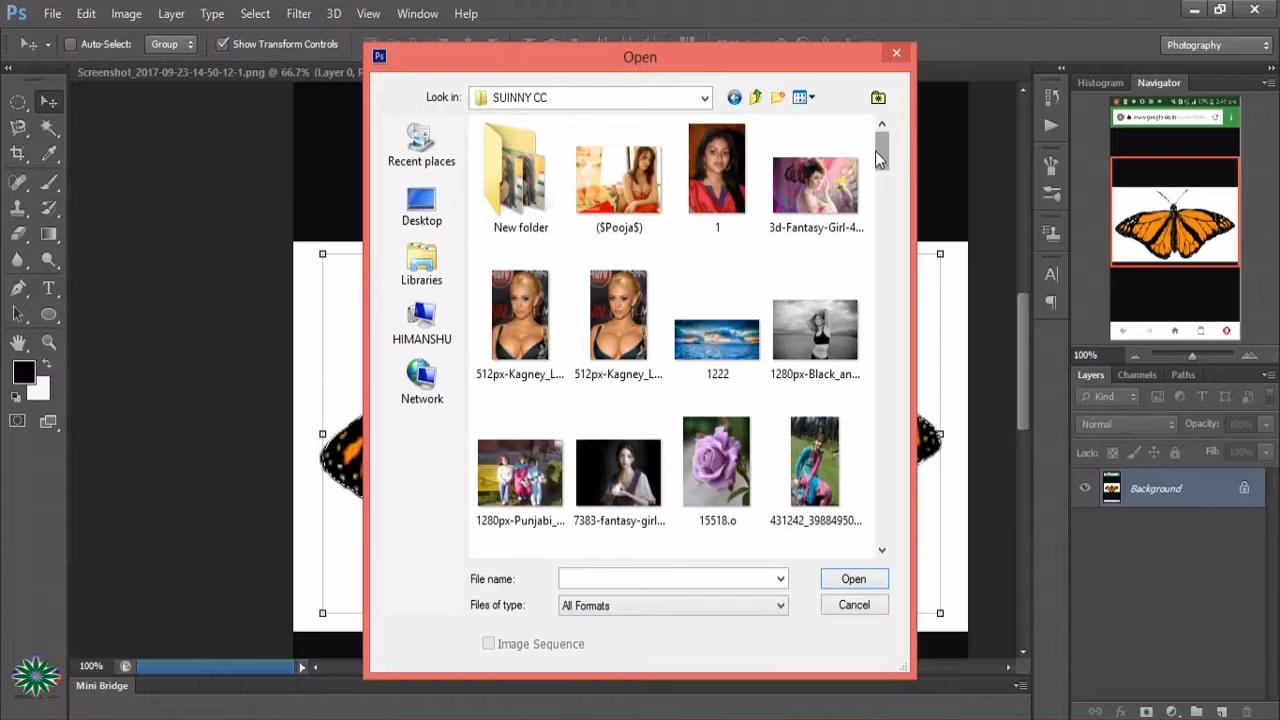 Ps File Edit Image Layer Type Select Filter 3D View Window Help
Auto-Select: Group Show Transform Controls Photography
Open
Screenshot_2017-09-23-14-50-12-1.png @ 66.7% (Layer 0,
Histogram Navigator
Look in: SUINNY CC
Recent places
Desktop
Libraries
HIMANSHU
Network
New folder ($Pooja$) 1 3d-Fantasy-Girl-4...
512px-Kagney_L... 512px-Kagney_L... 1222 1280px-Black_an...
1280px-Punjabi_... 7383-fantasy-girl... 15518.o 431242_39884950...
File name: Open
Files of type: All Formats Cancel
Image Sequence
100%
Layers Channels Paths
Kind
Normal Opacity: 100%
Lock: Fill: 100%
Background
100%
Mini Bridge